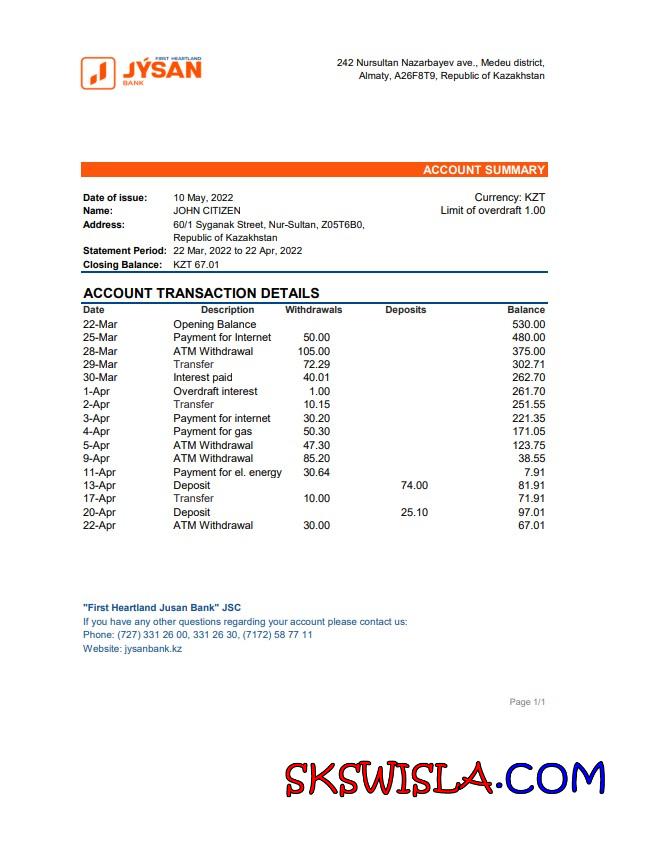 FIRST HEARTLAND
JÝSAN
BANK
242 Nursultan Nazarbayev ave., Medeu district,
Almaty, A26F8T9, Republic of Kazakhstan
ACCOUNT SUMMARY
Date of issue: 10 May, 2022 Currency: KZT
Name: JOHN CITIZEN Limit of overdraft 1.00
Address: 60/1 Syganak Street, Nur-Sultan, Z05T6B0,
Republic of Kazakhstan
Statement Period: 22 Mar, 2022 to 22 Apr, 2022
Closing Balance: KZT 67.01
ACCOUNT TRANSACTION DETAILS
Date Description Withdrawals Deposits Balance
22-Mar Opening Balance 530.00
25-Mar Payment for Internet 50.00 480.00
28-Mar ATM Withdrawal 105.00 375.00
29-Mar Transfer 72.29 302.71
30-Mar Interest paid 40.01 262.70
1-Apr Overdraft interest 1.00 261.70
2-Apr Transfer 10.15 251.55
3-Apr Payment for internet 30.20 221.35
4-Apr Payment for gas 50.30 171.05
5-Apr ATM Withdrawal 47.30 123.75
9-Apr ATM Withdrawal 85.20 38.55
11-Apr Payment for el. energy 30.64 7.91
13-Apr Deposit 74.00 81.91
17-Apr Transfer 10.00 71.91
20-Apr Deposit 25.10 97.01
22-Apr ATM Withdrawal 30.00 67.01
"First Heartland Jusan Bank" JSC
If you have any other questions regarding your account please contact us:
Phone: (727) 331 26 00, 331 26 30, (7172) 58 77 11
Website: jysanbank.kz
Page 1/1
SKSWISLA.COM